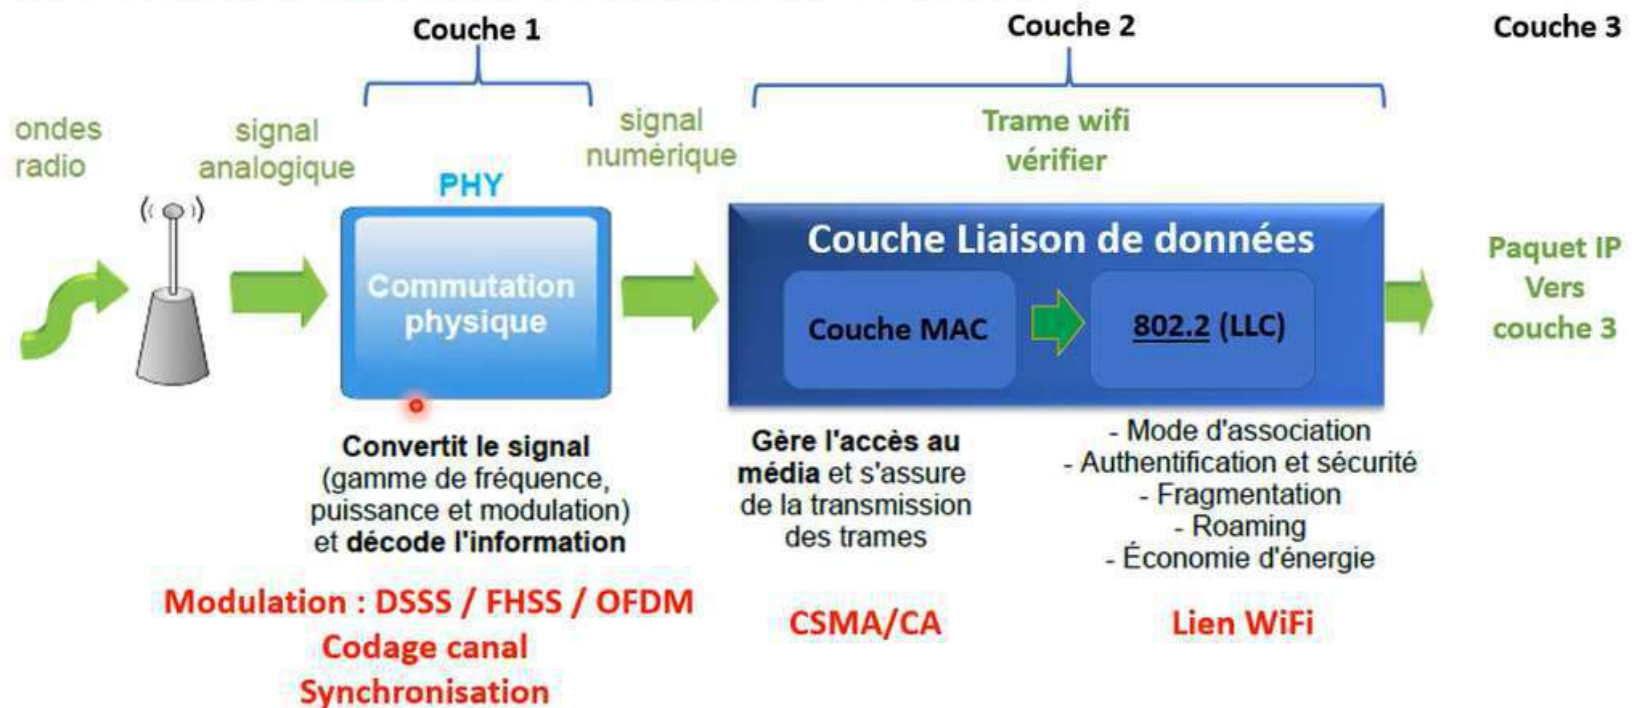 Couche 1
Couche 2
Couche 3
ondes
radio
signal
analogique
signal
numérique
Trame wifi
vérifier
PHY
Commutation
physique
Couche Liaison de données
Couche MAC
802.2 (LLC)
Paquet IP
Vers
couche 3
Convertit le signal
(gamme de fréquence,
puissance et modulation)
et décode l'information
Gère l'accès au
média et s'assure
de la transmission
des trames
- Mode d'association
- Authentification et sécurité
- Fragmentation
- Roaming
- Économie d'énergie
Modulation : DSSS / FHSS / OFDM
Codage canal
Synchronisation
CSMA/CA
Lien WiFi